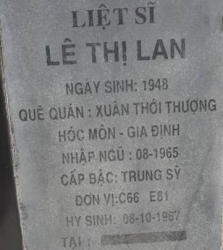 LIỆT SĨ
LÊ THỊ LAN
NGÀY SINH: 1948
QUÊ QUÁN : XUÂN THỚI THƯỢNG
HÓC MÔN - GIA ĐỊNH
NHẬP NGŨ : 08-1965
CẤP BẬC: TRUNG SỸ
ĐƠN VỊ:C66 E81
HY SINH: 08-10-1967
TẠI :